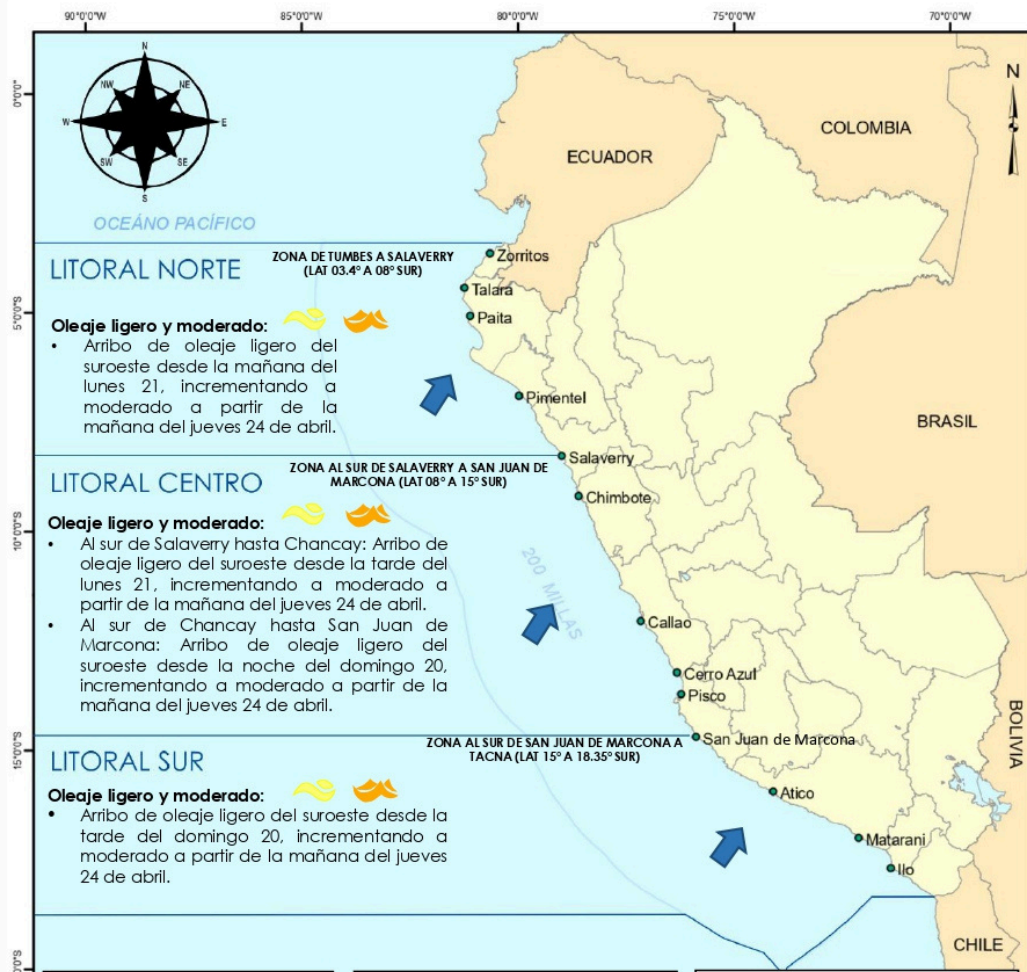 90°0'0"W 85°0'0"W 80°0'0"W 75°0'0"W 70°0'0"W
0°0'0"
5°0'0"S
10°0'0"S
15°0'0"S
N
NW NE
W E
SW SE
S
N
COLOMBIA
ECUADOR
BRASIL
BOLIVIA
CHILE
OCEÁNO PACÍFICO
200 MILLAS
LITORAL NORTE
ZONA DE TUMBES A SALAVERRY
(LAT 03.4° A 08° SUR)
Oleaje ligero y moderado:
• Arribo de oleaje ligero del
suroeste desde la mañana del
lunes 21, incrementando a
moderado a partir de la
mañana del jueves 24 de abril.
LITORAL CENTRO
ZONA AL SUR DE SALAVERRY A SAN JUAN DE
MARCONA (LAT 08° A 15° SUR)
Oleaje ligero y moderado:
• Al sur de Salaverry hasta Chancay: Arribo de
oleaje ligero del suroeste desde la tarde del
lunes 21, incrementando a moderado a
partir de la mañana del jueves 24 de abril.
• Al sur de Chancay hasta San Juan de
Marcona: Arribo de oleaje ligero del
suroeste desde la noche del domingo 20,
incrementando a moderado a partir de la
mañana del jueves 24 de abril.
LITORAL SUR
ZONA AL SUR DE SAN JUAN DE MARCONA A
TACNA (LAT 15° A 18.35° SUR)
Oleaje ligero y moderado:
• Arribo de oleaje ligero del suroeste desde la
tarde del domingo 20, incrementando a
moderado a partir de la mañana del jueves
24 de abril.
Zorritos
Talara
Paita
Pimentel
Salaverry
Chimbote
Callao
Cerro Azul
Pisco
San Juan de Marcona
Atico
Matarani
Ilo